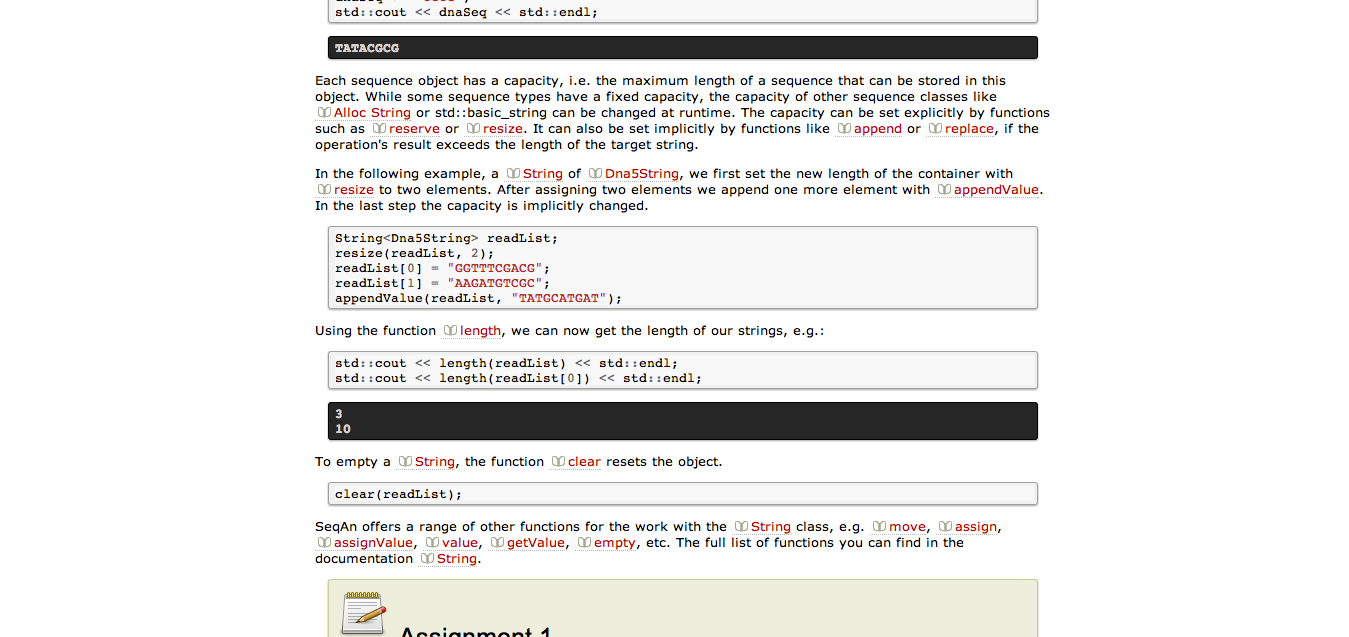 std::cout << dnaSeq << std::endl;
TATACGCG
Each sequence object has a capacity, i.e. the maximum length of a sequence that can be stored in this
object. While some sequence types have a fixed capacity, the capacity of other sequence classes like
Alloc String or std::basic_string can be changed at runtime. The capacity can be set explicitly by functions
such as reserve or resize. It can also be set implicitly by functions like append or replace, if the
operation's result exceeds the length of the target string.
In the following example, a String of Dna5String, we first set the new length of the container with
resize to two elements. After assigning two elements we append one more element with appendValue.
In the last step the capacity is implicitly changed.
String<Dna5String> readList;
resize(readList, 2);
readList[0] = "GGTTTCGACG";
readList[1] = "AAGATGTCGC";
appendValue(readList, "TATGCATGAT");
Using the function length, we can now get the length of our strings, e.g.:
std::cout << length(readList) << std::endl;
std::cout << length(readList[0]) << std::endl;
3
10
To empty a String, the function clear resets the object.
clear(readList);
SeqAn offers a range of other functions for the work with the String class, e.g. move, assign,
assignValue, value, getValue, empty, etc. The full list of functions you can find in the
documentation String.
Assignment 1